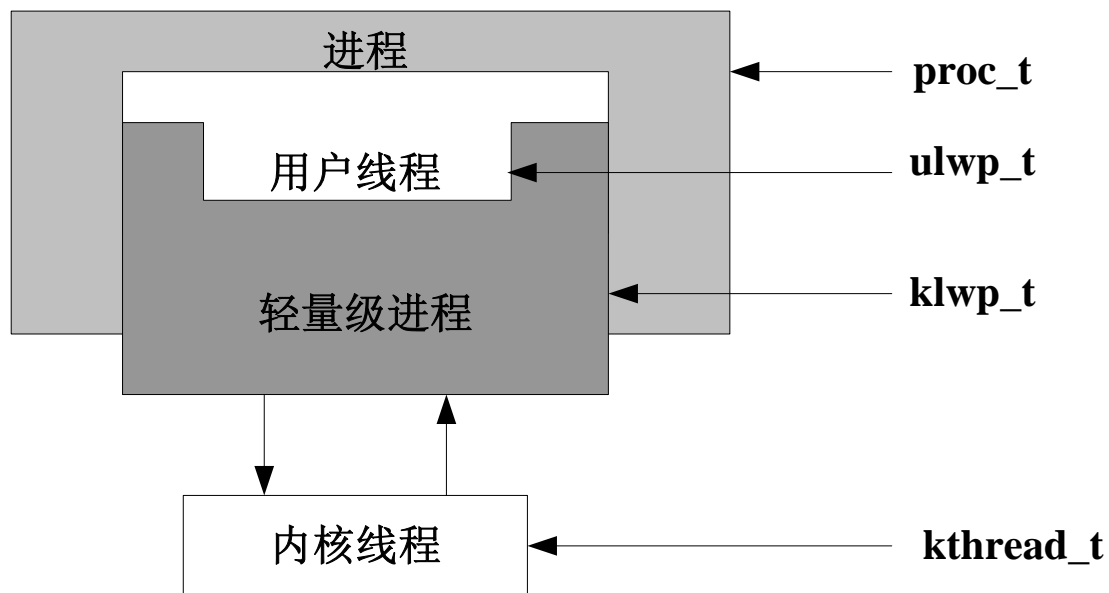 进程
proc_t
用户线程
ulwp_t
轻量级进程
klwp_t
内核线程
kthread_t